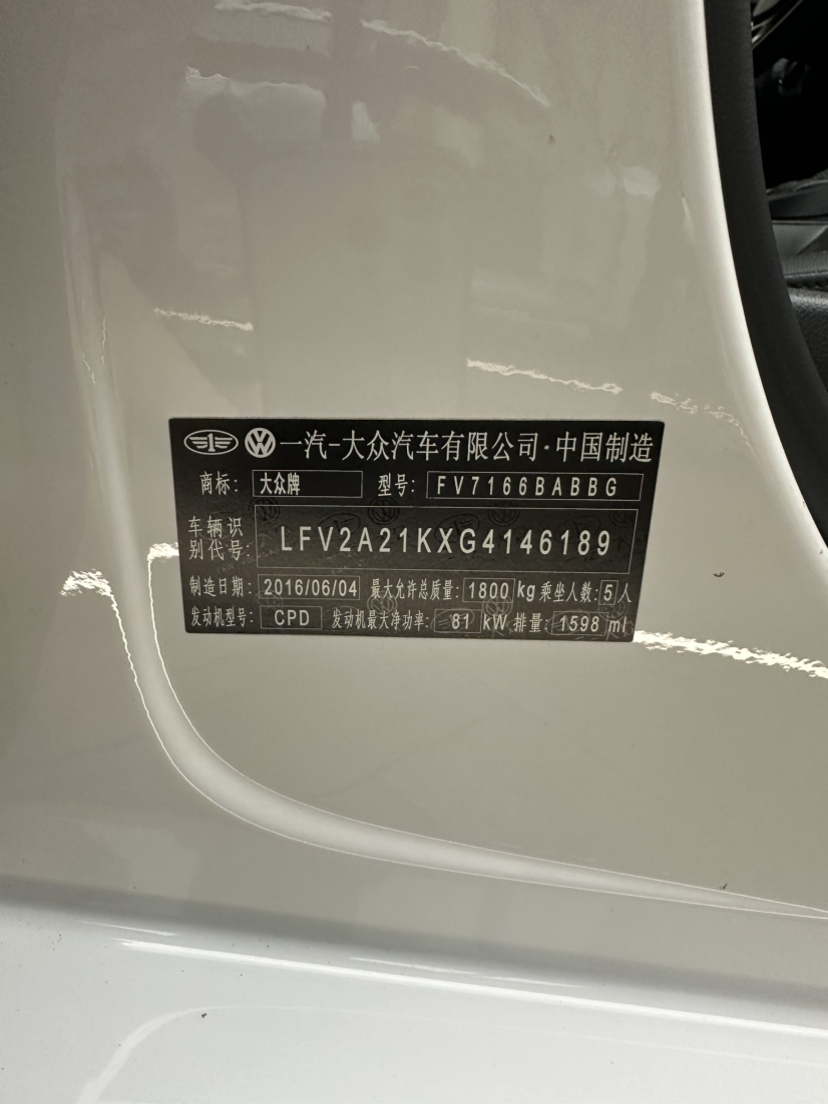 一汽-大众汽车有限公司·中国制造
商标: 大众牌 型号: FV7166BABBG
车辆识别代号: LFV2A21KXG4146189
制造日期: 2016/06/04 最大允许总质量: 1800 kg 乘坐人数: 5 人
发动机型号: CPD 发动机最大净功率: 81 kW 排量: 1598 ml